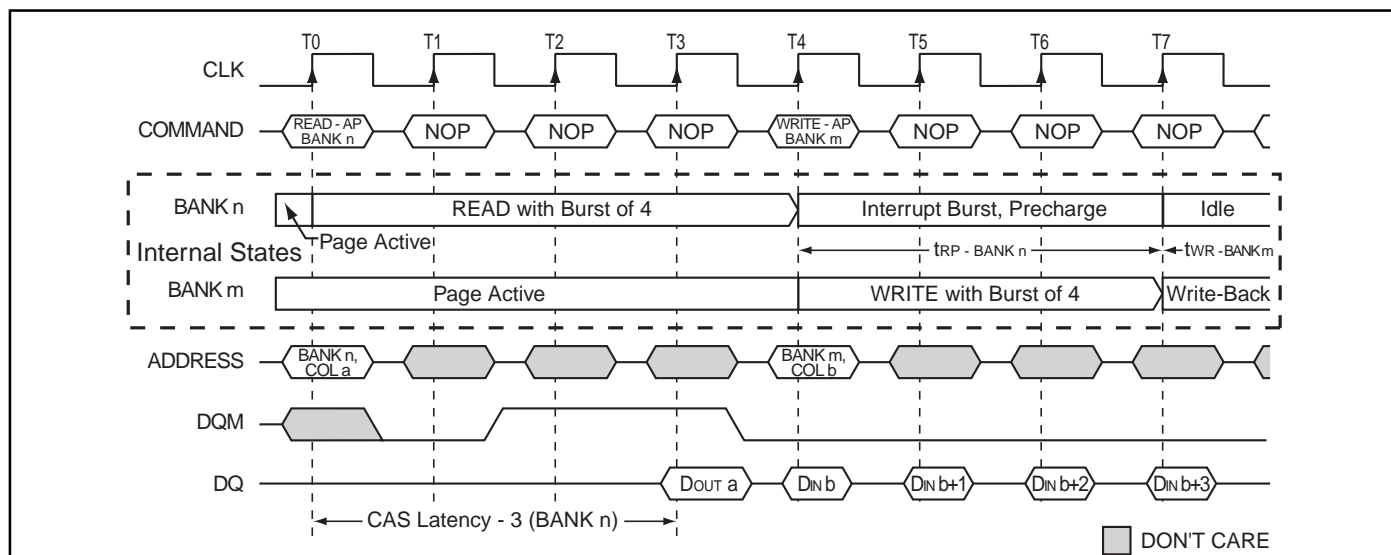 T0 T1 T2 T3 T4 T5 T6 T7
CLK
COMMAND
READ - AP
BANK n
NOP NOP NOP
WRITE - AP
BANK m
NOP NOP NOP
BANK n
READ with Burst of 4
Interrupt Burst, Precharge
Idle
Page Active
Internal States
tRP - BANK n
tWR - BANK m
BANK m
Page Active
WRITE with Burst of 4
Write-Back
ADDRESS
BANK n,
COL a
BANK m,
COL b
DQM
DQ
DOUT a
DIN b
DIN b+1
DIN b+2
DIN b+3
CAS Latency - 3 (BANK n)
DON'T CARE